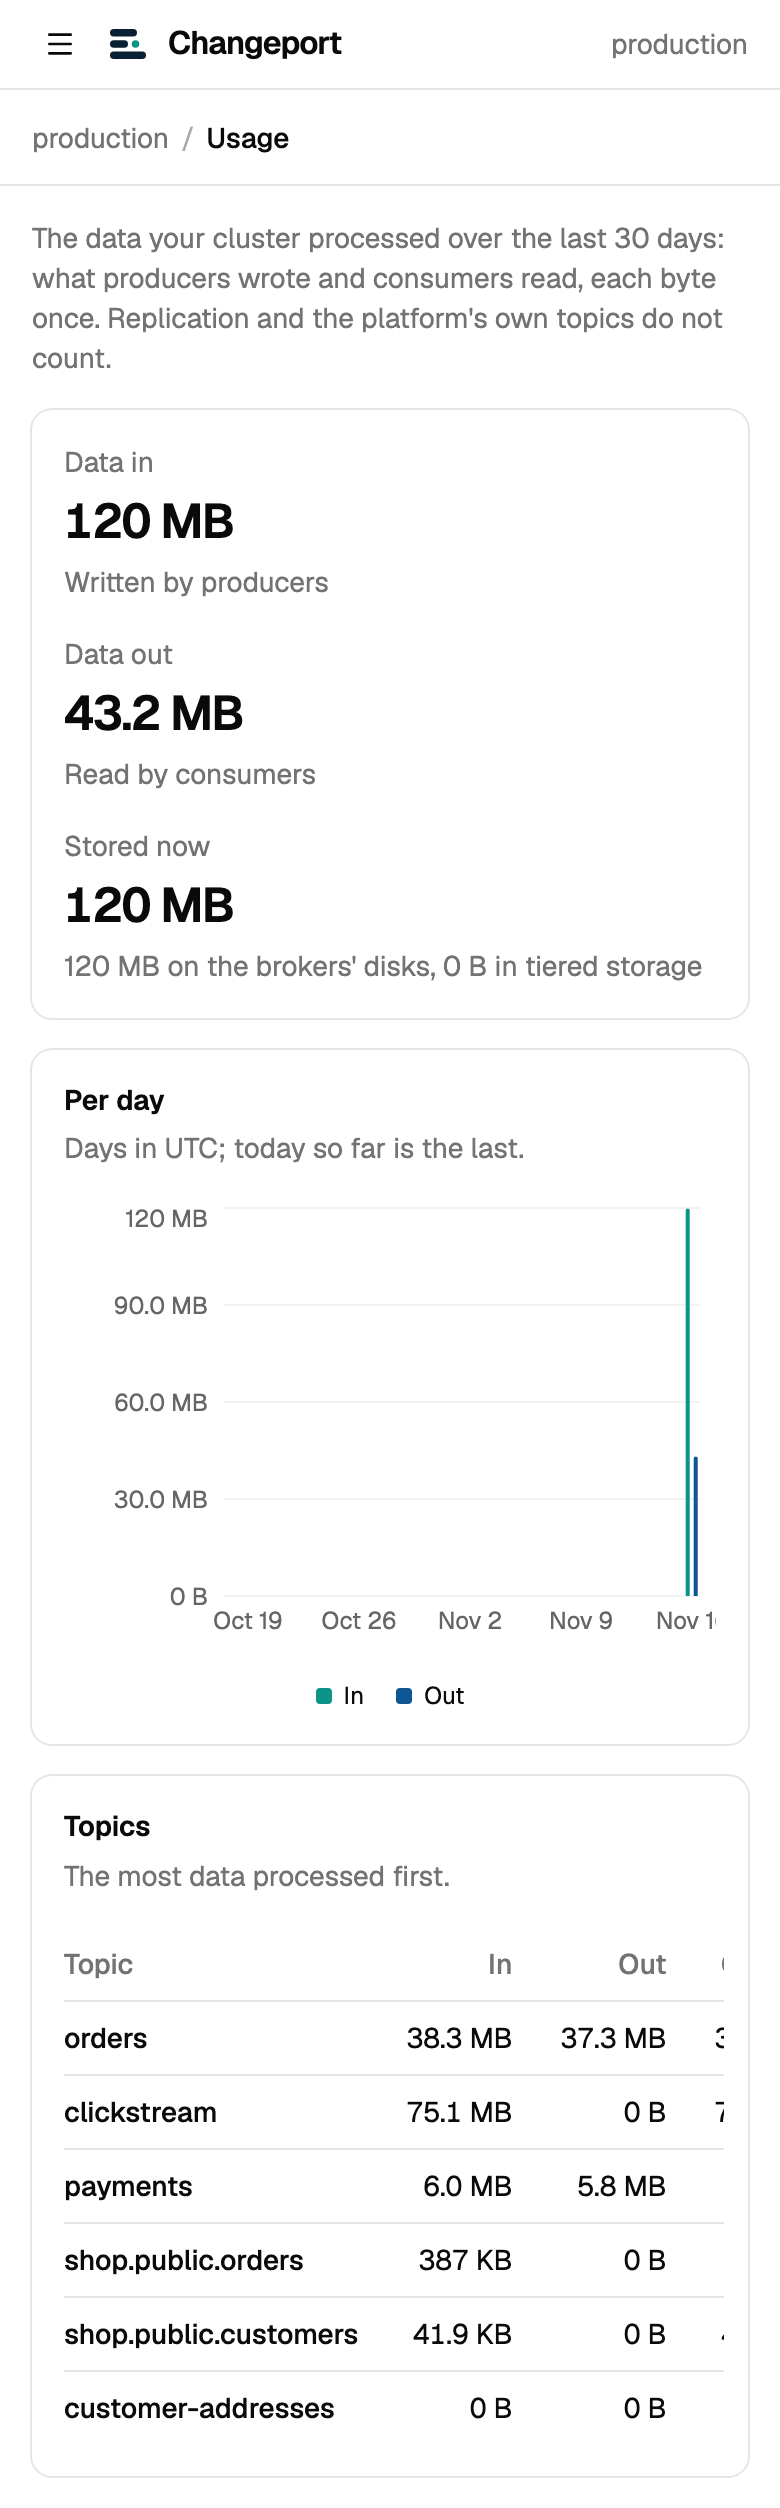 Changeport
production
production / Usage
The data your cluster processed over the last 30 days:
what producers wrote and consumers read, each byte
once. Replication and the platform's own topics do not
count.
Data in
120 MB
Written by producers
Data out
43.2 MB
Read by consumers
Stored now
120 MB
120 MB on the brokers' disks, 0 B in tiered storage
Per day
Days in UTC; today so far is the last.
120 MB
90.0 MB
60.0 MB
30.0 MB
0 B
Oct 19 Oct 26 Nov 2 Nov 9 Nov
In Out
Topics
The most data processed first.
Topic In Out
orders 38.3 MB 37.3 MB
clickstream 75.1 MB 0 B
payments 6.0 MB 5.8 MB
shop.public.orders 387 KB 0 B
shop.public.customers 41.9 KB 0 B
customer-addresses 0 B 0 B